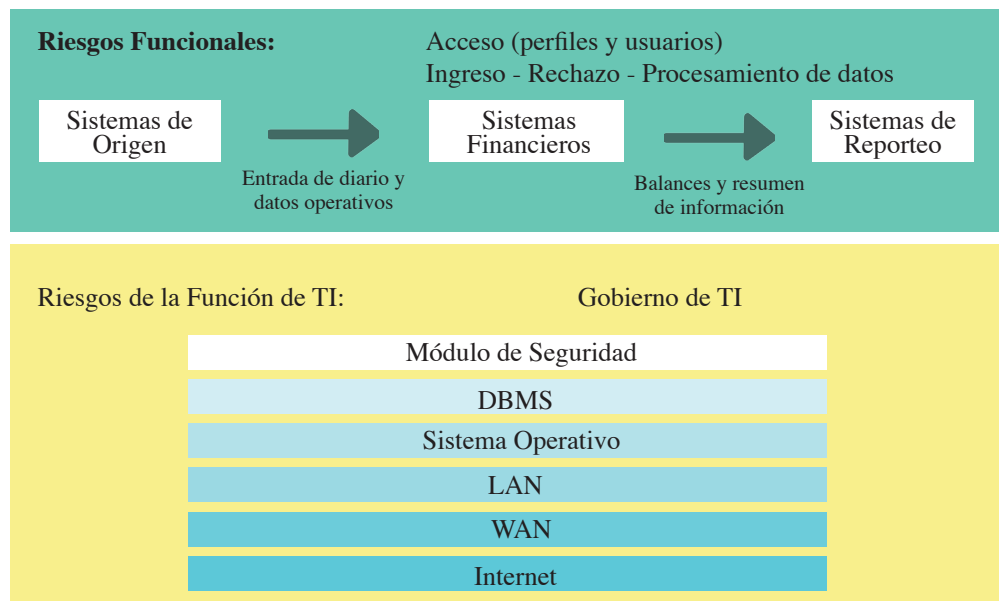 Riesgos Funcionales:
Acceso (perfiles y usuarios)
Ingreso - Rechazo - Procesamiento de datos
Sistemas de
Origen
Entrada de diario y
datos operativos
Sistemas
Financieros
Balances y resumen
de información
Sistemas de
Reporteo
Riesgos de la Función de TI:
Gobierno de TI
Módulo de Seguridad
DBMS
Sistema Operativo
LAN
WAN
Internet